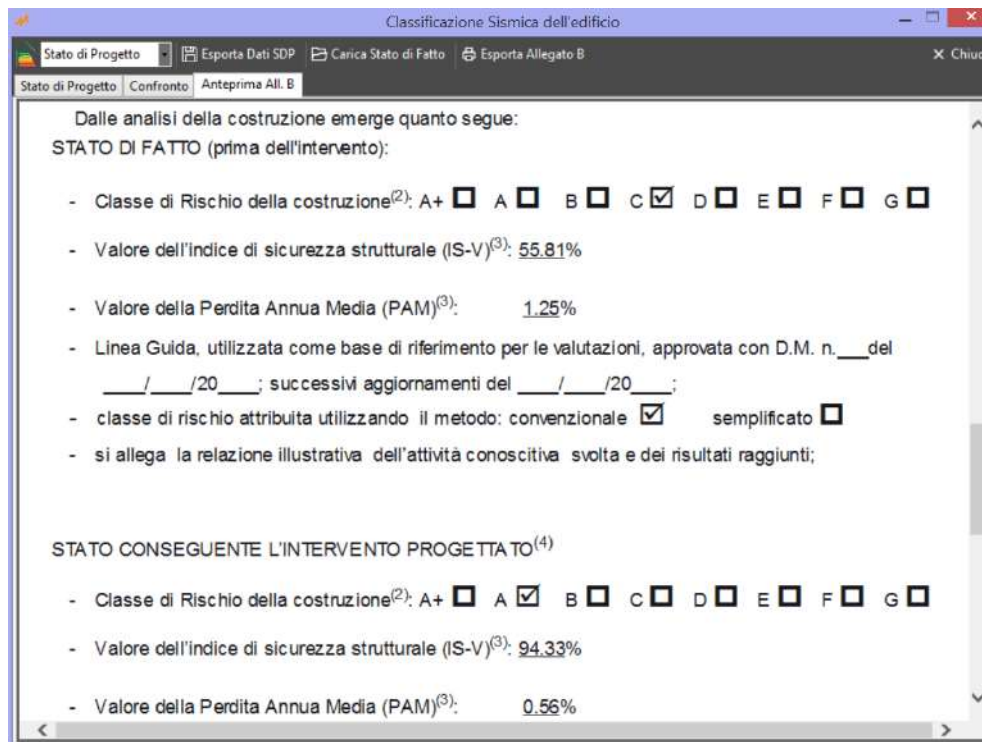 Classificazione Sismica dell'edificio
Stato di Progetto Esporta Dati SDP Carica Stato di Fatto Esporta Allegato B Chiud
Stato di Progetto Confronto Anteprima All. B
Dalle analisi della costruzione emerge quanto segue:
STATO DI FATTO (prima dell'intervento):
- Classe di Rischio della costruzione(2): A+ ☐ A ☐ B ☐ C ☑ D ☐ E ☐ F ☐ G ☐
- Valore dell'indice di sicurezza strutturale (IS-V)(3): 55.81%
- Valore della Perdita Annua Media (PAM)(3): 1.25%
- Linea Guida, utilizzata come base di riferimento per le valutazioni, approvata con D.M. n.___del
____/____/20____; successivi aggiornamenti del ____/____/20____;
- classe di rischio attribuita utilizzando il metodo: convenzionale ☑ semplificato ☐
- si allega la relazione illustrativa dell'attività conoscitiva svolta e dei risultati raggiunti;
STATO CONSEGUENTE L'INTERVENTO PROGETTATO(4)
- Classe di Rischio della costruzione(2): A+ ☐ A ☑ B ☐ C ☐ D ☐ E ☐ F ☐ G ☐
- Valore dell'indice di sicurezza strutturale (IS-V)(3): 94.33%
- Valore della Perdita Annua Media (PAM)(3): 0.56%